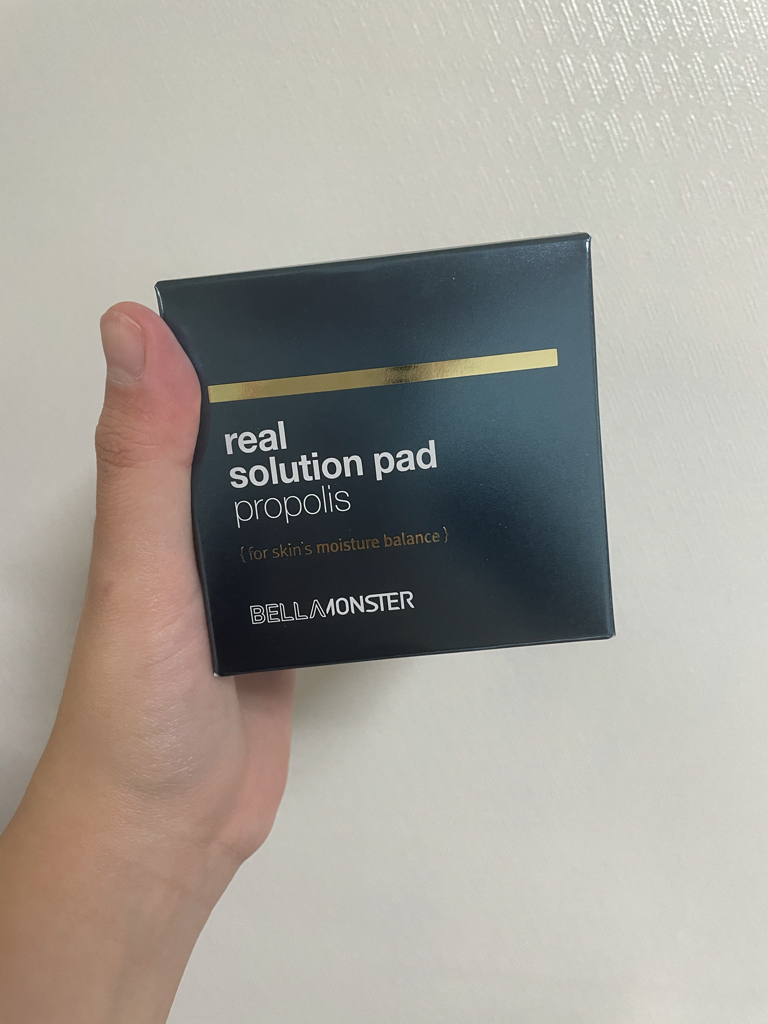 real
solution pad
propolis
{ for skin's moisture balance }
BELLAMONSTER